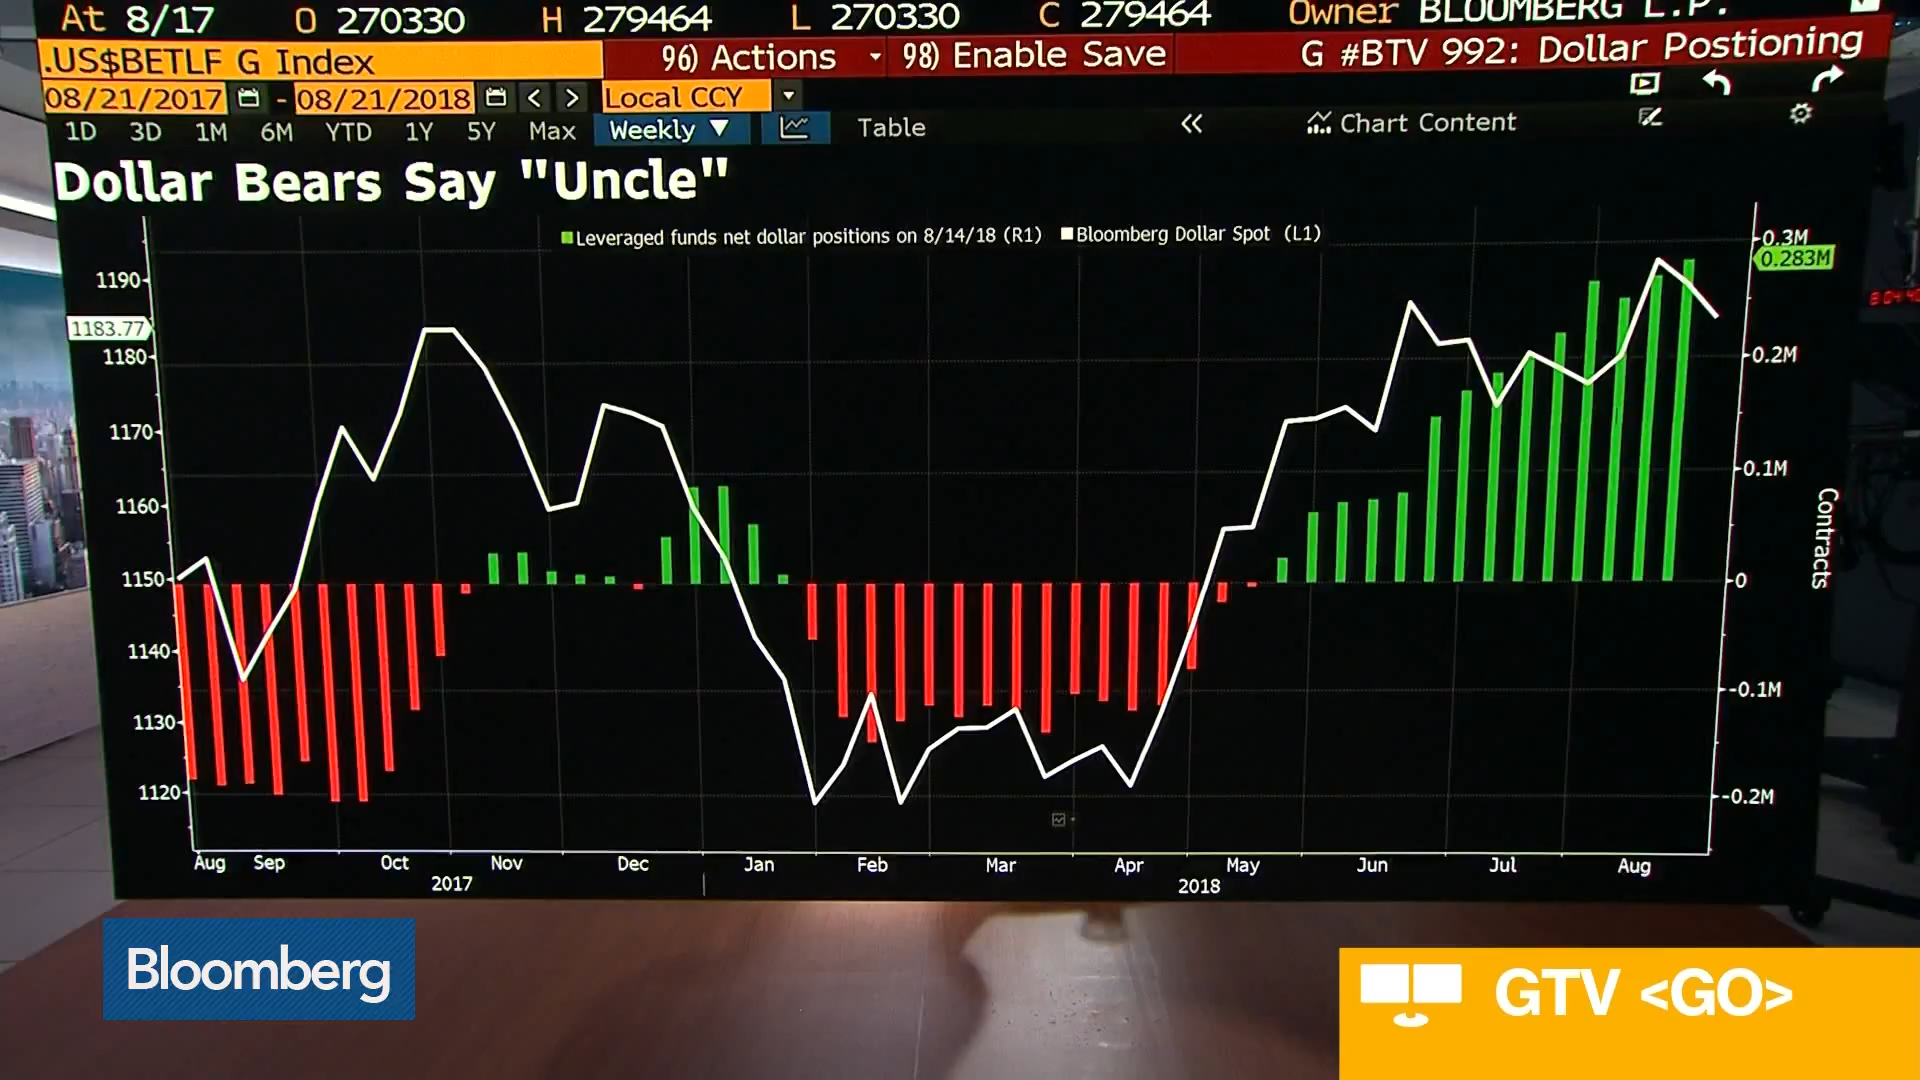 At 8/17 O 270330 H 279464 L 270330 C 279464 Owner BLOOMBERG L.P.
.US$BETLF G Index 96) Actions 98) Enable Save G #BTV 992: Dollar Postioning
08/21/2017 - 08/21/2018 < > Local CCY
1D 3D 1M 6M YTD 1Y 5Y Max Weekly ▼ Table « Chart Content
Dollar Bears Say "Uncle"
Leveraged funds net dollar positions on 8/14/18 (R1) Bloomberg Dollar Spot (L1)
0.3M
0.283M
1190
1183.77
1180
0.2M
1170
0.1M
1160
Contracts
1150
0
1140
-0.1M
1130
1120
-0.2M
Aug Sep Oct Nov Dec Jan Feb Mar Apr May Jun Jul Aug
2017 2018
Bloomberg
GTV <GO>